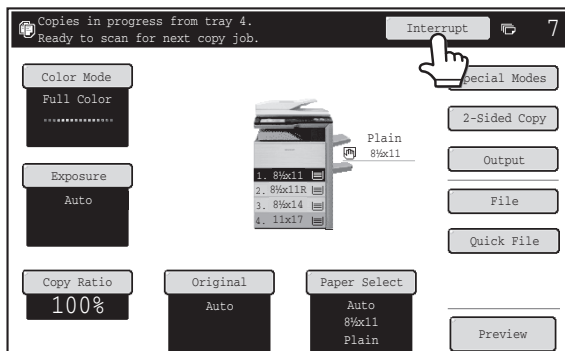 Copies in progress from tray 4.
Ready to scan for next copy job.
Interrupt
7
Color Mode
Full Color
Special Modes
2-Sided Copy
Plain
8½x11
Output
Exposure
Auto
1. 8½x11
2. 8½x11R
3. 8½x14
4. 11x17
File
Quick File
Copy Ratio
100%
Original
Auto
Paper Select
Auto
8½x11
Plain
Preview